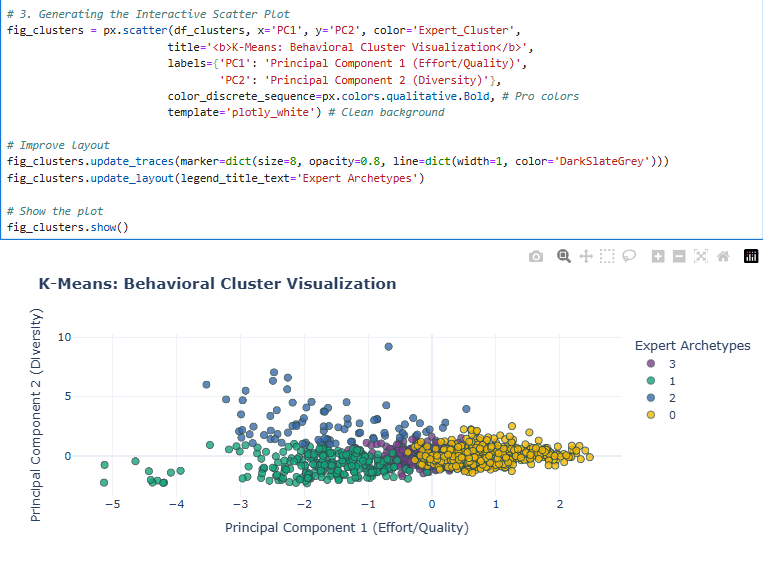 # 3. Generating the Interactive Scatter Plot
fig_clusters = px.scatter(df_clusters, x='PC1', y='PC2', color='Expert_Cluster',
title='<b>K-Means: Behavioral Cluster Visualization</b>',
labels={'PC1': 'Principal Component 1 (Effort/Quality)',
'PC2': 'Principal Component 2 (Diversity)'},
color_discrete_sequence=px.colors.qualitative.Bold, # Pro colors
template='plotly_white') # Clean background
# Improve layout
fig_clusters.update_traces(marker=dict(size=8, opacity=0.8, line=dict(width=1, color='DarkSlateGrey')))
fig_clusters.update_layout(legend_title_text='Expert Archetypes')
# Show the plot
fig_clusters.show()
K-Means: Behavioral Cluster Visualization
Principal Component 2 (Diversity)
10
5
0
Expert Archetypes
3
1
2
0
−5 −4 −3 −2 −1 0 1 2
Principal Component 1 (Effort/Quality)